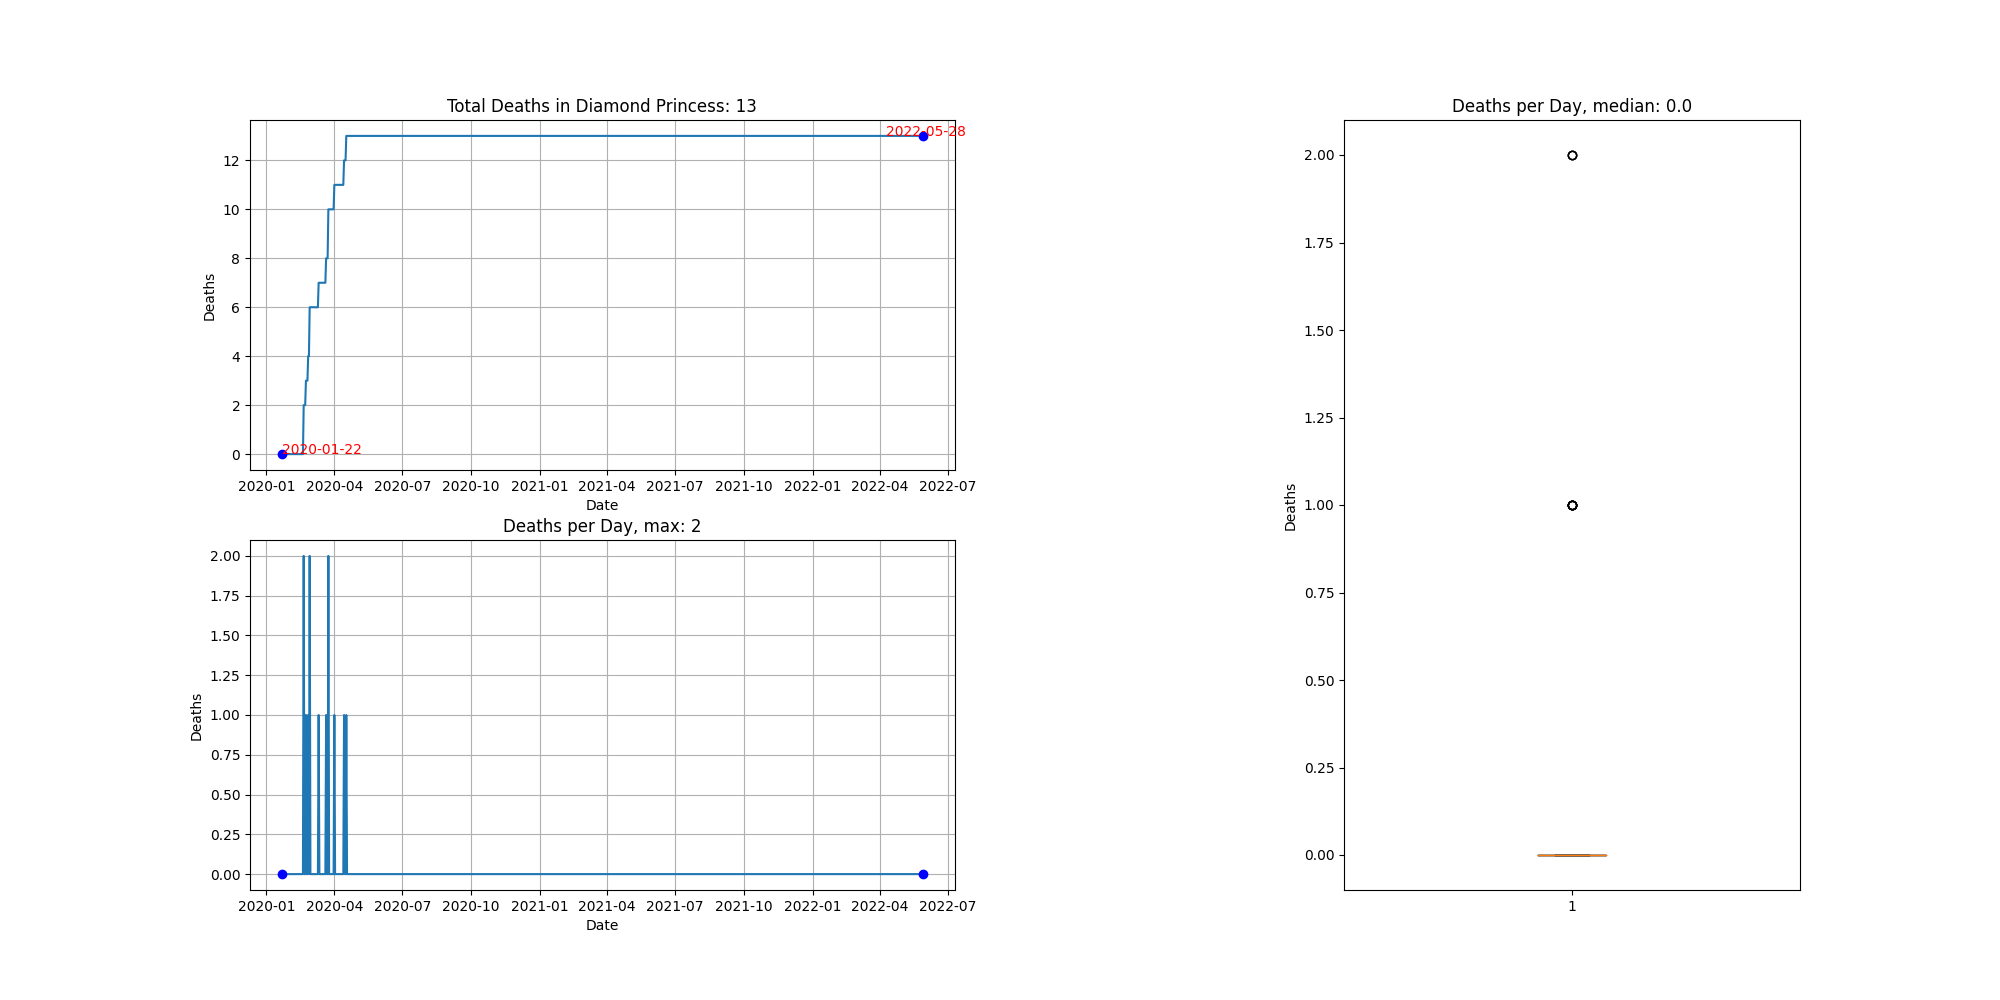 Total Deaths in Diamond Princess: 13
2022-05-28
12
10
8
6
4
2
0
Deaths
2020-01-22
2020-01 2020-04 2020-07 2020-10 2021-01 2021-04 2021-07 2021-10 2022-01 2022-04 2022-07
Date
Deaths per Day, max: 2
2.00
1.75
1.50
1.25
1.00
0.75
0.50
0.25
0.00
Deaths
2020-01 2020-04 2020-07 2020-10 2021-01 2021-04 2021-07 2021-10 2022-01 2022-04 2022-07
Date
Deaths per Day, median: 0.0
2.00
1.75
1.50
1.25
1.00
0.75
0.50
0.25
0.00
Deaths
1